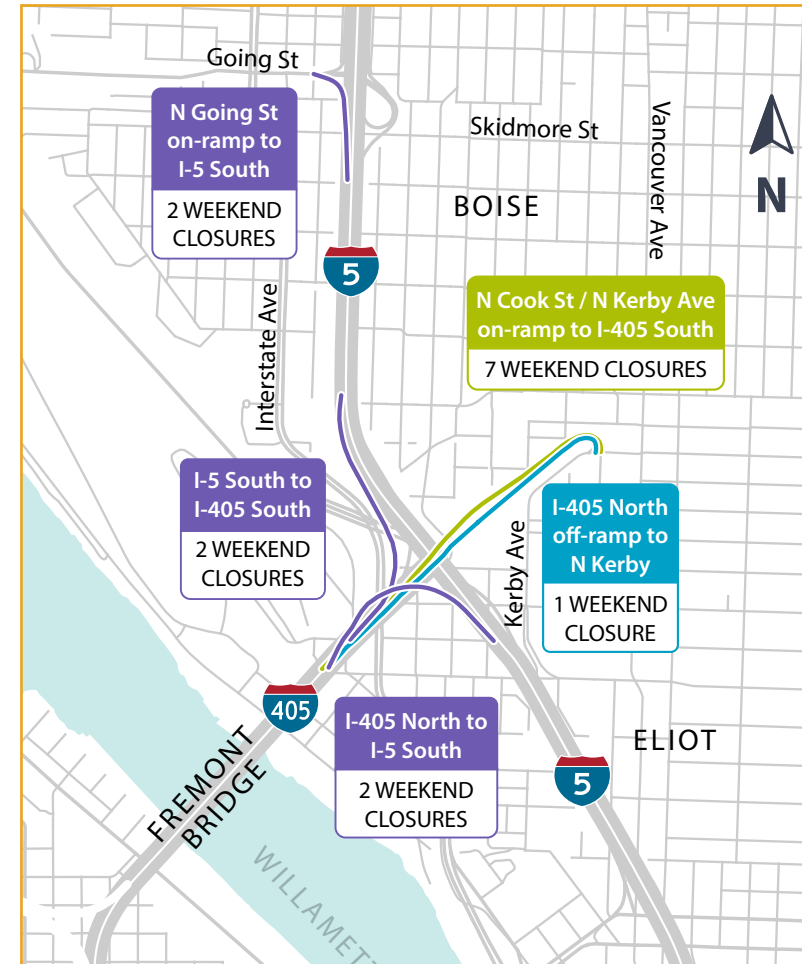 Going St
N Going St
on-ramp to
I-5 South
2 WEEKEND
CLOSURES
Skidmore St
Vancouver Ave
N
BOISE
5
Interstate Ave
N Cook St / N Kerby Ave
on-ramp to I-405 South
7 WEEKEND CLOSURES
I-5 South to
I-405 South
2 WEEKEND
CLOSURES
I-405 North
off-ramp to
N Kerby
1 WEEKEND
CLOSURE
Kerby Ave
405
I-405 North to
I-5 South
2 WEEKEND
CLOSURES
ELIOT
5
FREMONT
BRIDGE